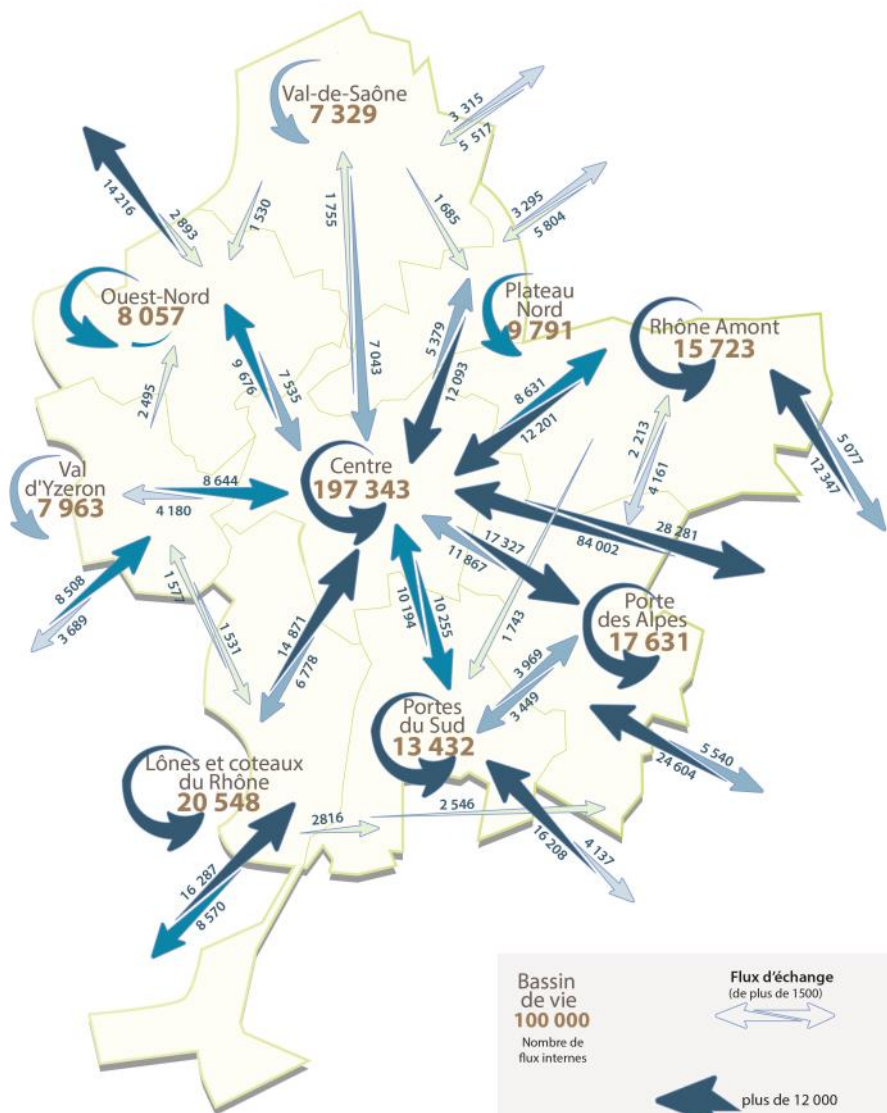 Val-de-Saône
7 329
3 315
5 517
14 216
2 893
1 530
1 755
1 685
3 295
5 804
Ouest-Nord
8 057
Plateau
Nord
9 791
Rhône Amont
15 723
9 676
7 535
7 043
5 379
12 093
8 631
12 201
2 495
2 213
4 161
5 077
12 347
Val
d'Yzeron
7 963
8 644
4 180
Centre
197 343
28 281
84 002
17 327
11 867
8 508
3 689
1 577
1 531
14 871
6 778
10 194
10 255
1 743
Porte
des Alpes
17 631
3 969
3 449
Portes
du Sud
13 432
Lônes et coteaux
du Rhône
20 548
5 540
24 604
2816
2 546
16 208
4 137
16 287
8 570
Bassin
de vie
100 000
Nombre de
flux internes
Flux d'échange
(de plus de 1500)
plus de 12 000